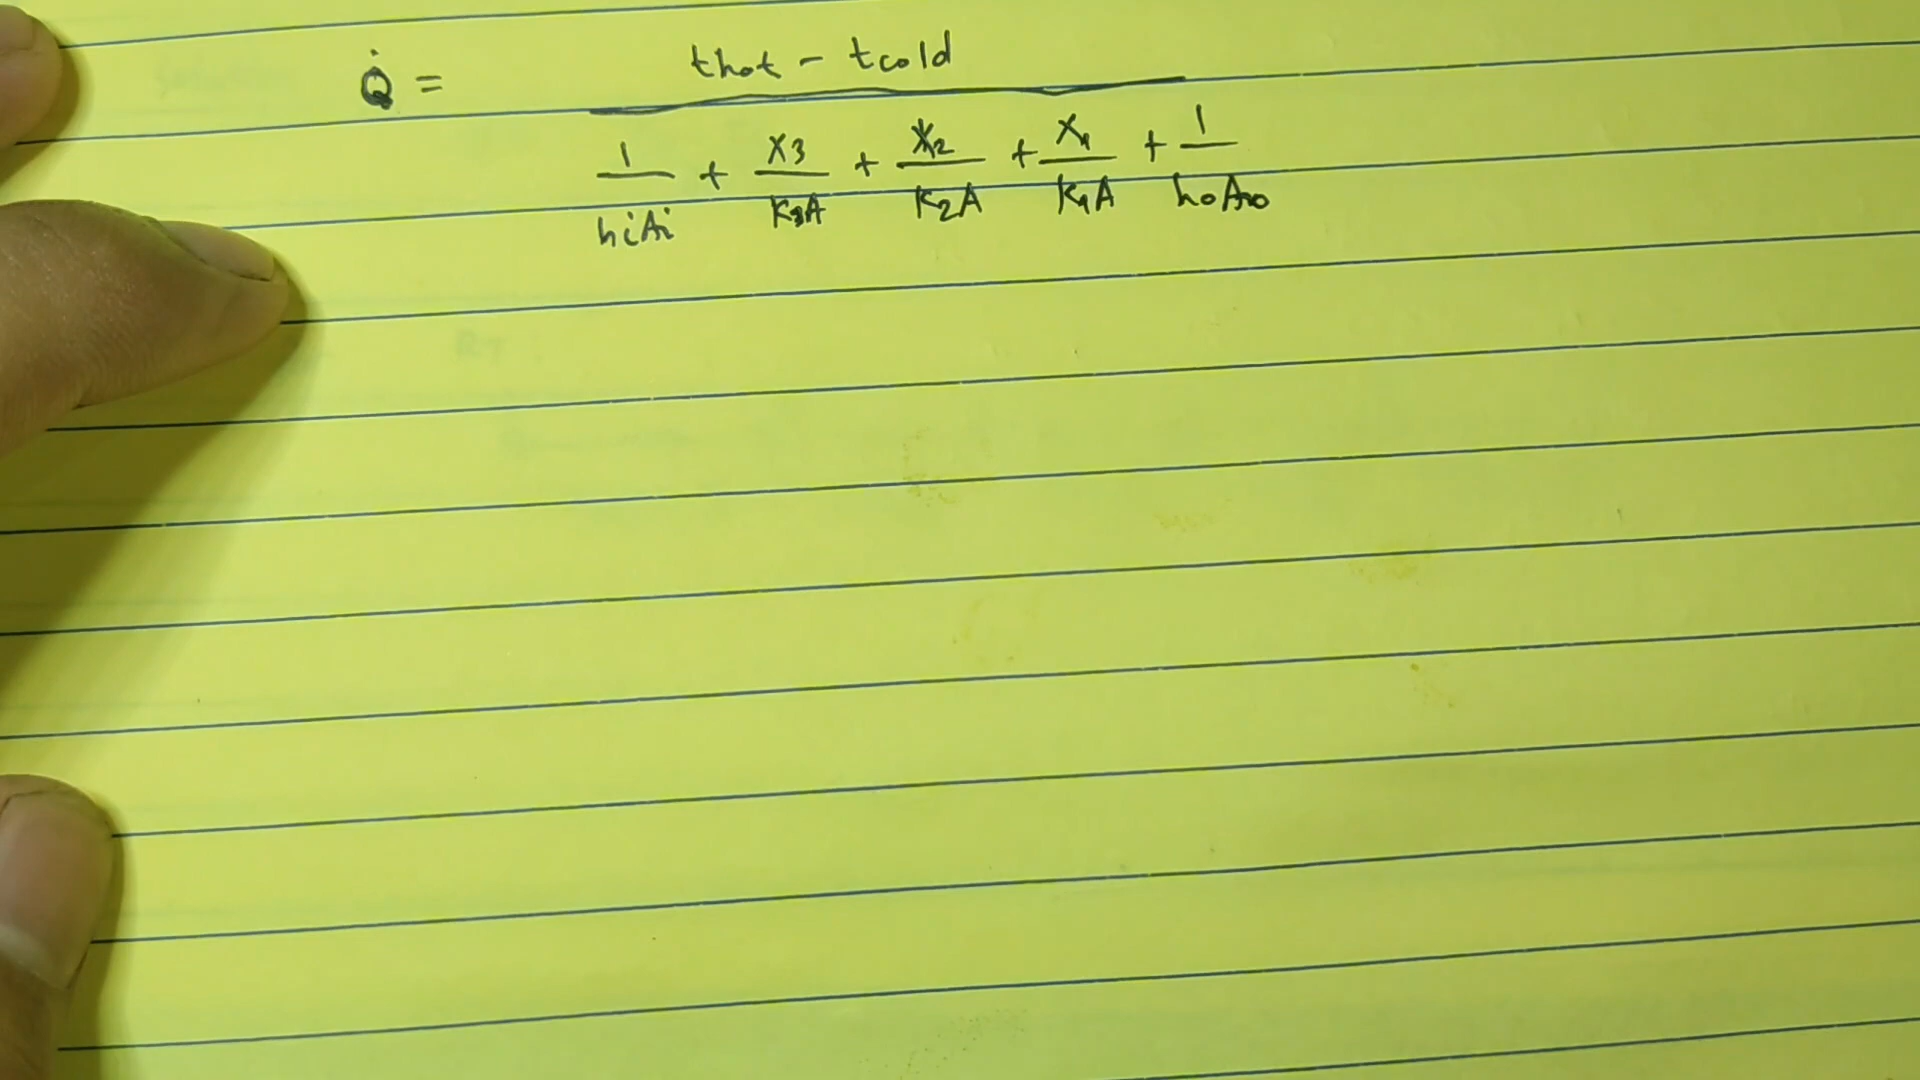 Q̇ = thot - tcold
1 + x3 + x2 + x1 + 1
hiAi K3A K2A K1A hoAo